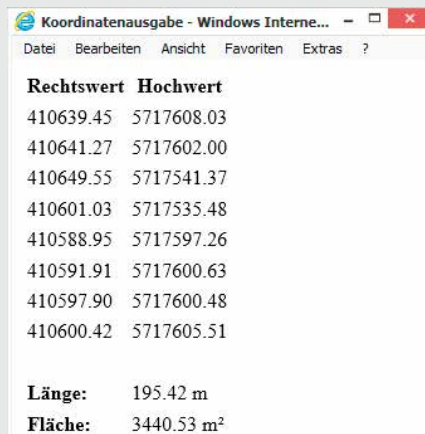 Koordinatenausgabe - Windows Interne...
Datei Bearbeiten Ansicht Favoriten Extras ?
Rechtswert Hochwert
410639.45 5717608.03
410641.27 5717602.00
410649.55 5717541.37
410601.03 5717535.48
410588.95 5717597.26
410591.91 5717600.63
410597.90 5717600.48
410600.42 5717605.51
Länge: 195.42 m
Fläche: 3440.53 m²